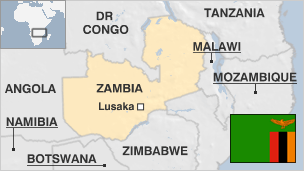 DR
CONGO
TANZANIA
MALAWI
ANGOLA
ZAMBIA
Lusaka
MOZAMBIQUE
NAMIBIA
ZIMBABWE
BOTSWANA